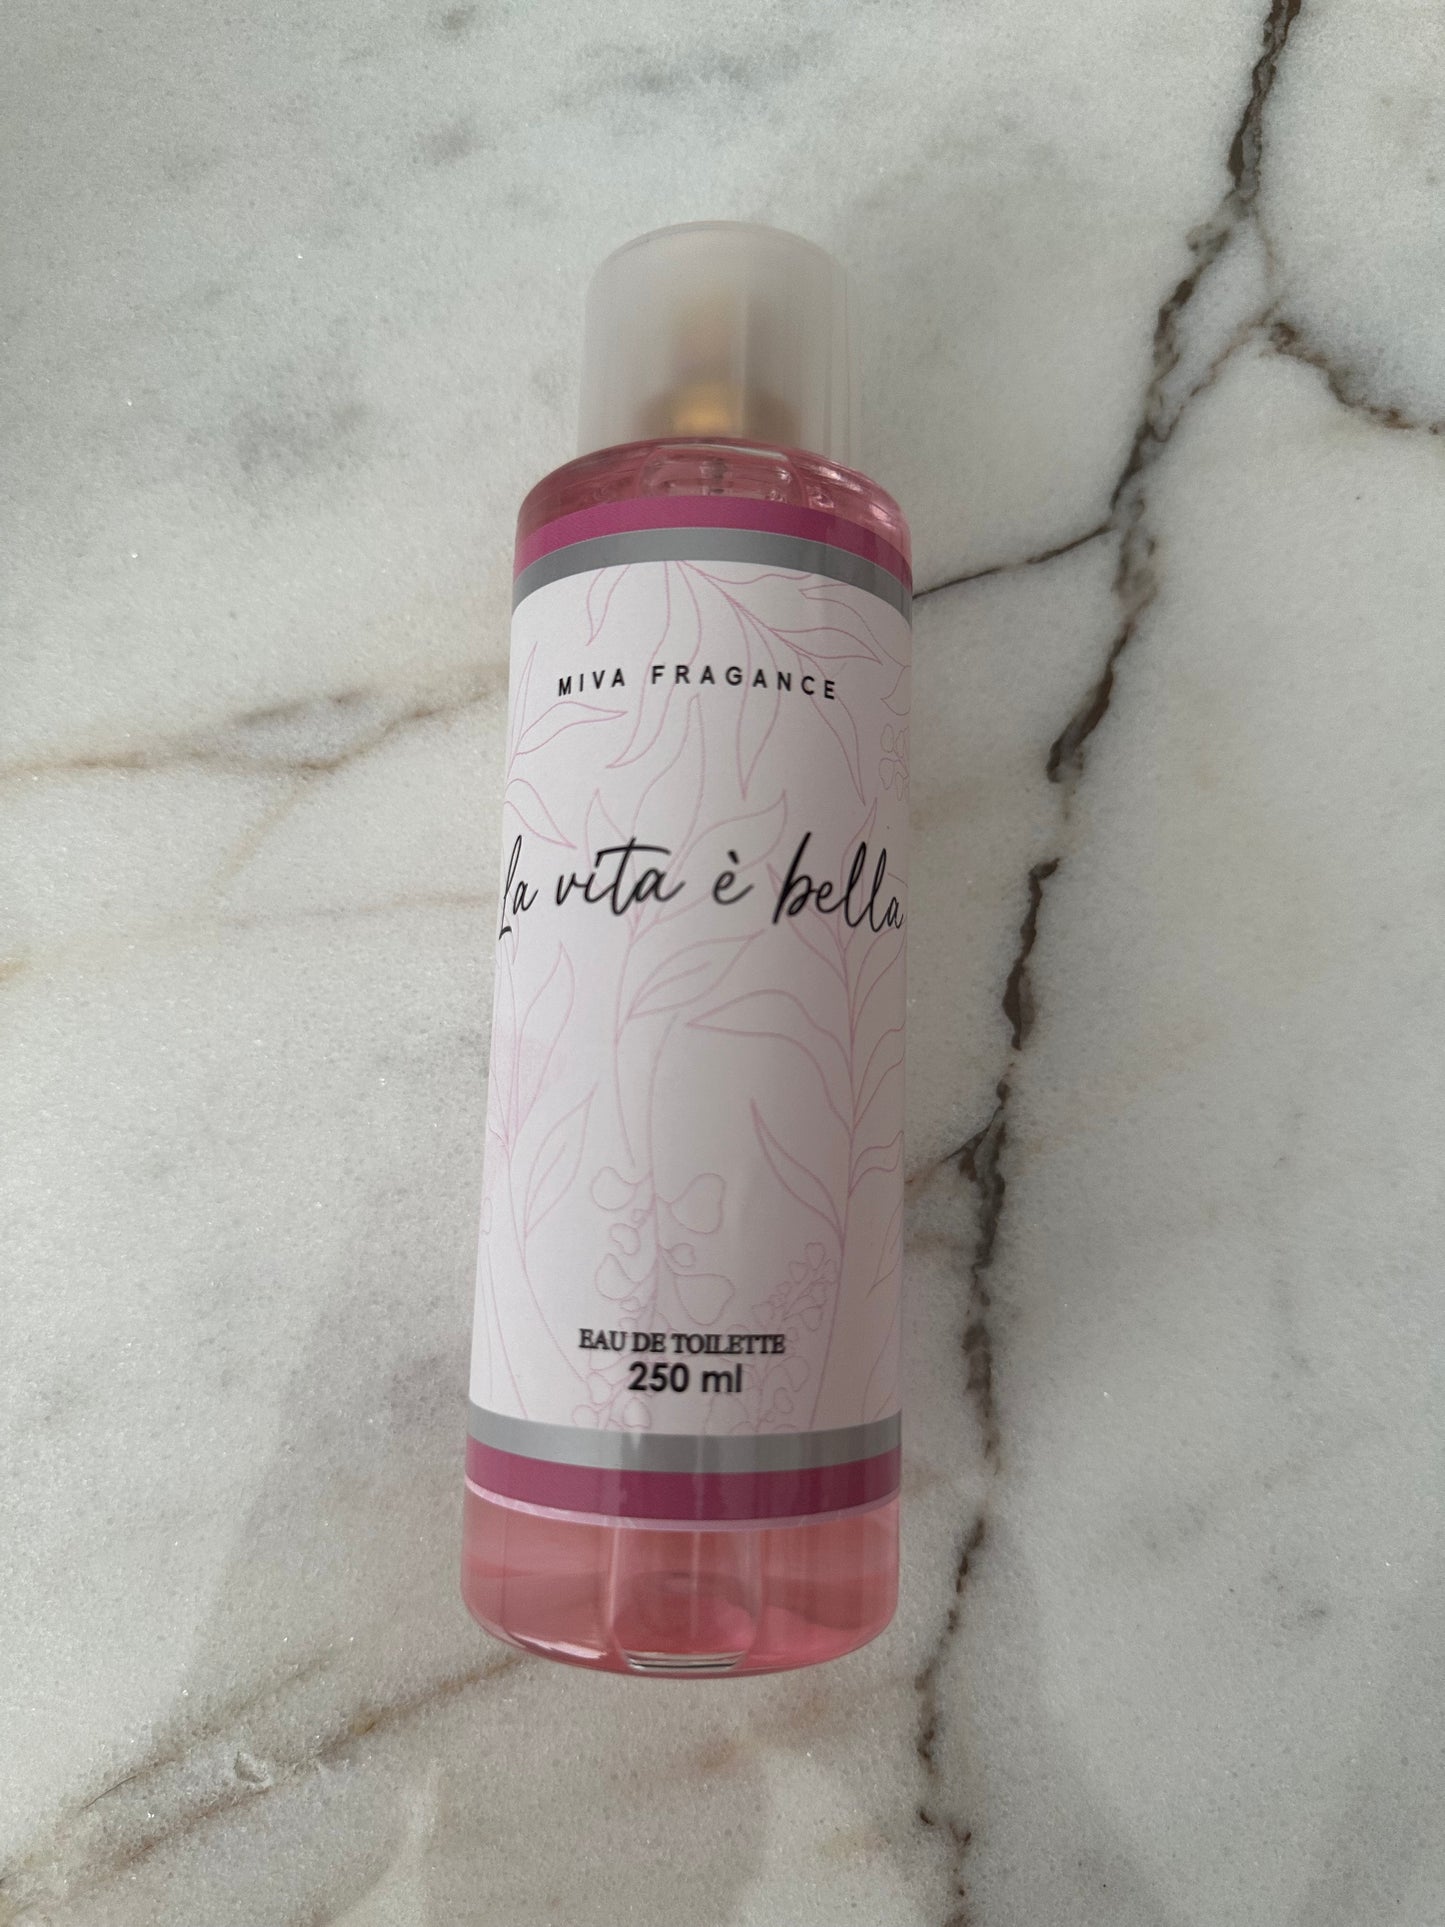 MIVA FRAGANCE
La vita è bella
EAU DE TOILETTE
250 ml